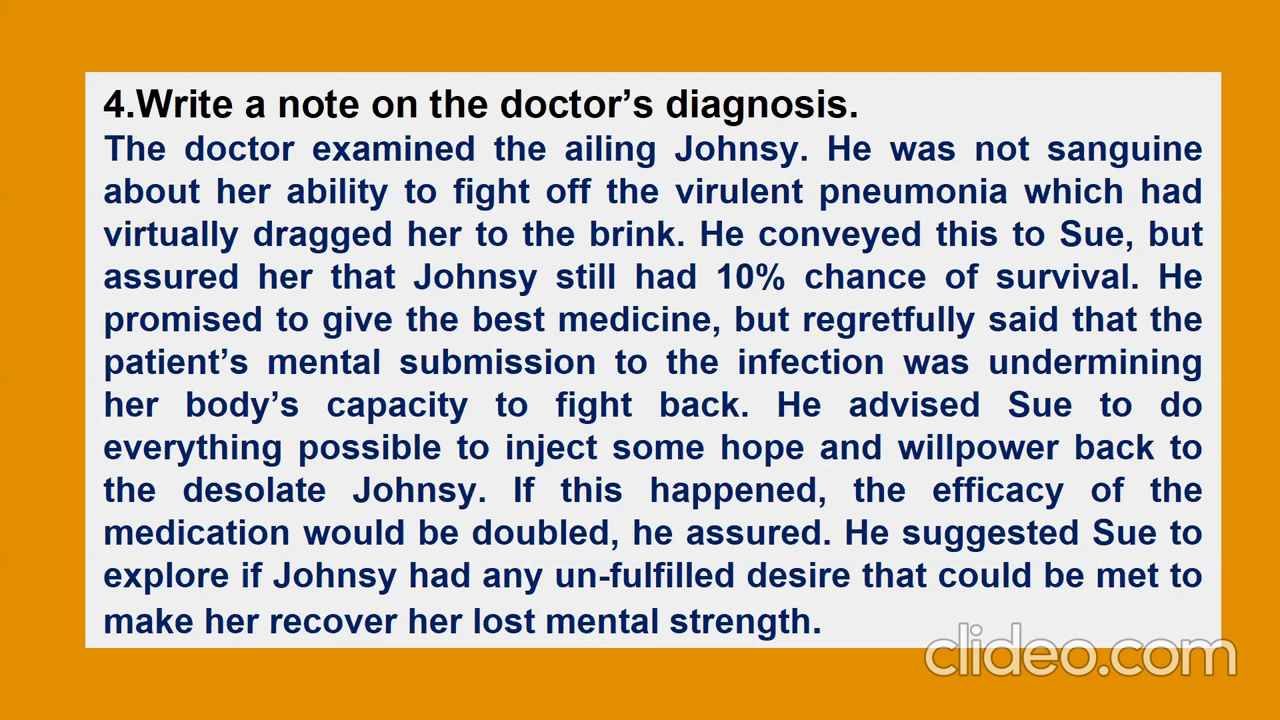 4.Write a note on the doctor’s diagnosis.
The doctor examined the ailing Johnsy. He was not sanguine
about her ability to fight off the virulent pneumonia which had
virtually dragged her to the brink. He conveyed this to Sue, but
assured her that Johnsy still had 10% chance of survival. He
promised to give the best medicine, but regretfully said that the
patient’s mental submission to the infection was undermining
her body’s capacity to fight back. He advised Sue to do
everything possible to inject some hope and willpower back to
the desolate Johnsy. If this happened, the efficacy of the
medication would be doubled, he assured. He suggested Sue to
explore if Johnsy had any un-fulfilled desire that could be met to
make her recover her lost mental strength.
clideo.com